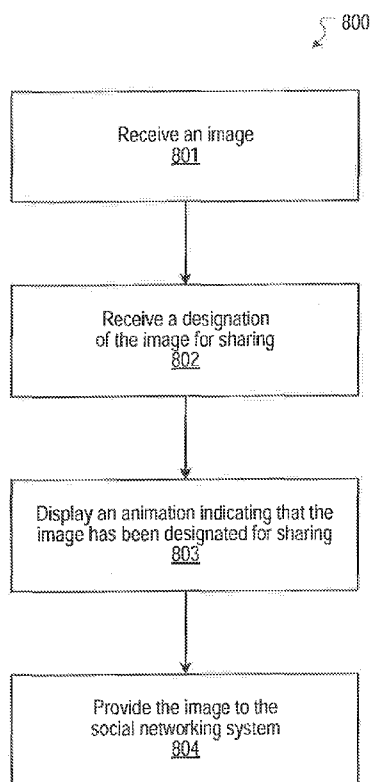 800
Receive an image
801
Receive a designation
of the image for sharing
802
Display an animation indicating that the
image has been designated for sharing
803
Provide the image to the
social networking system
804